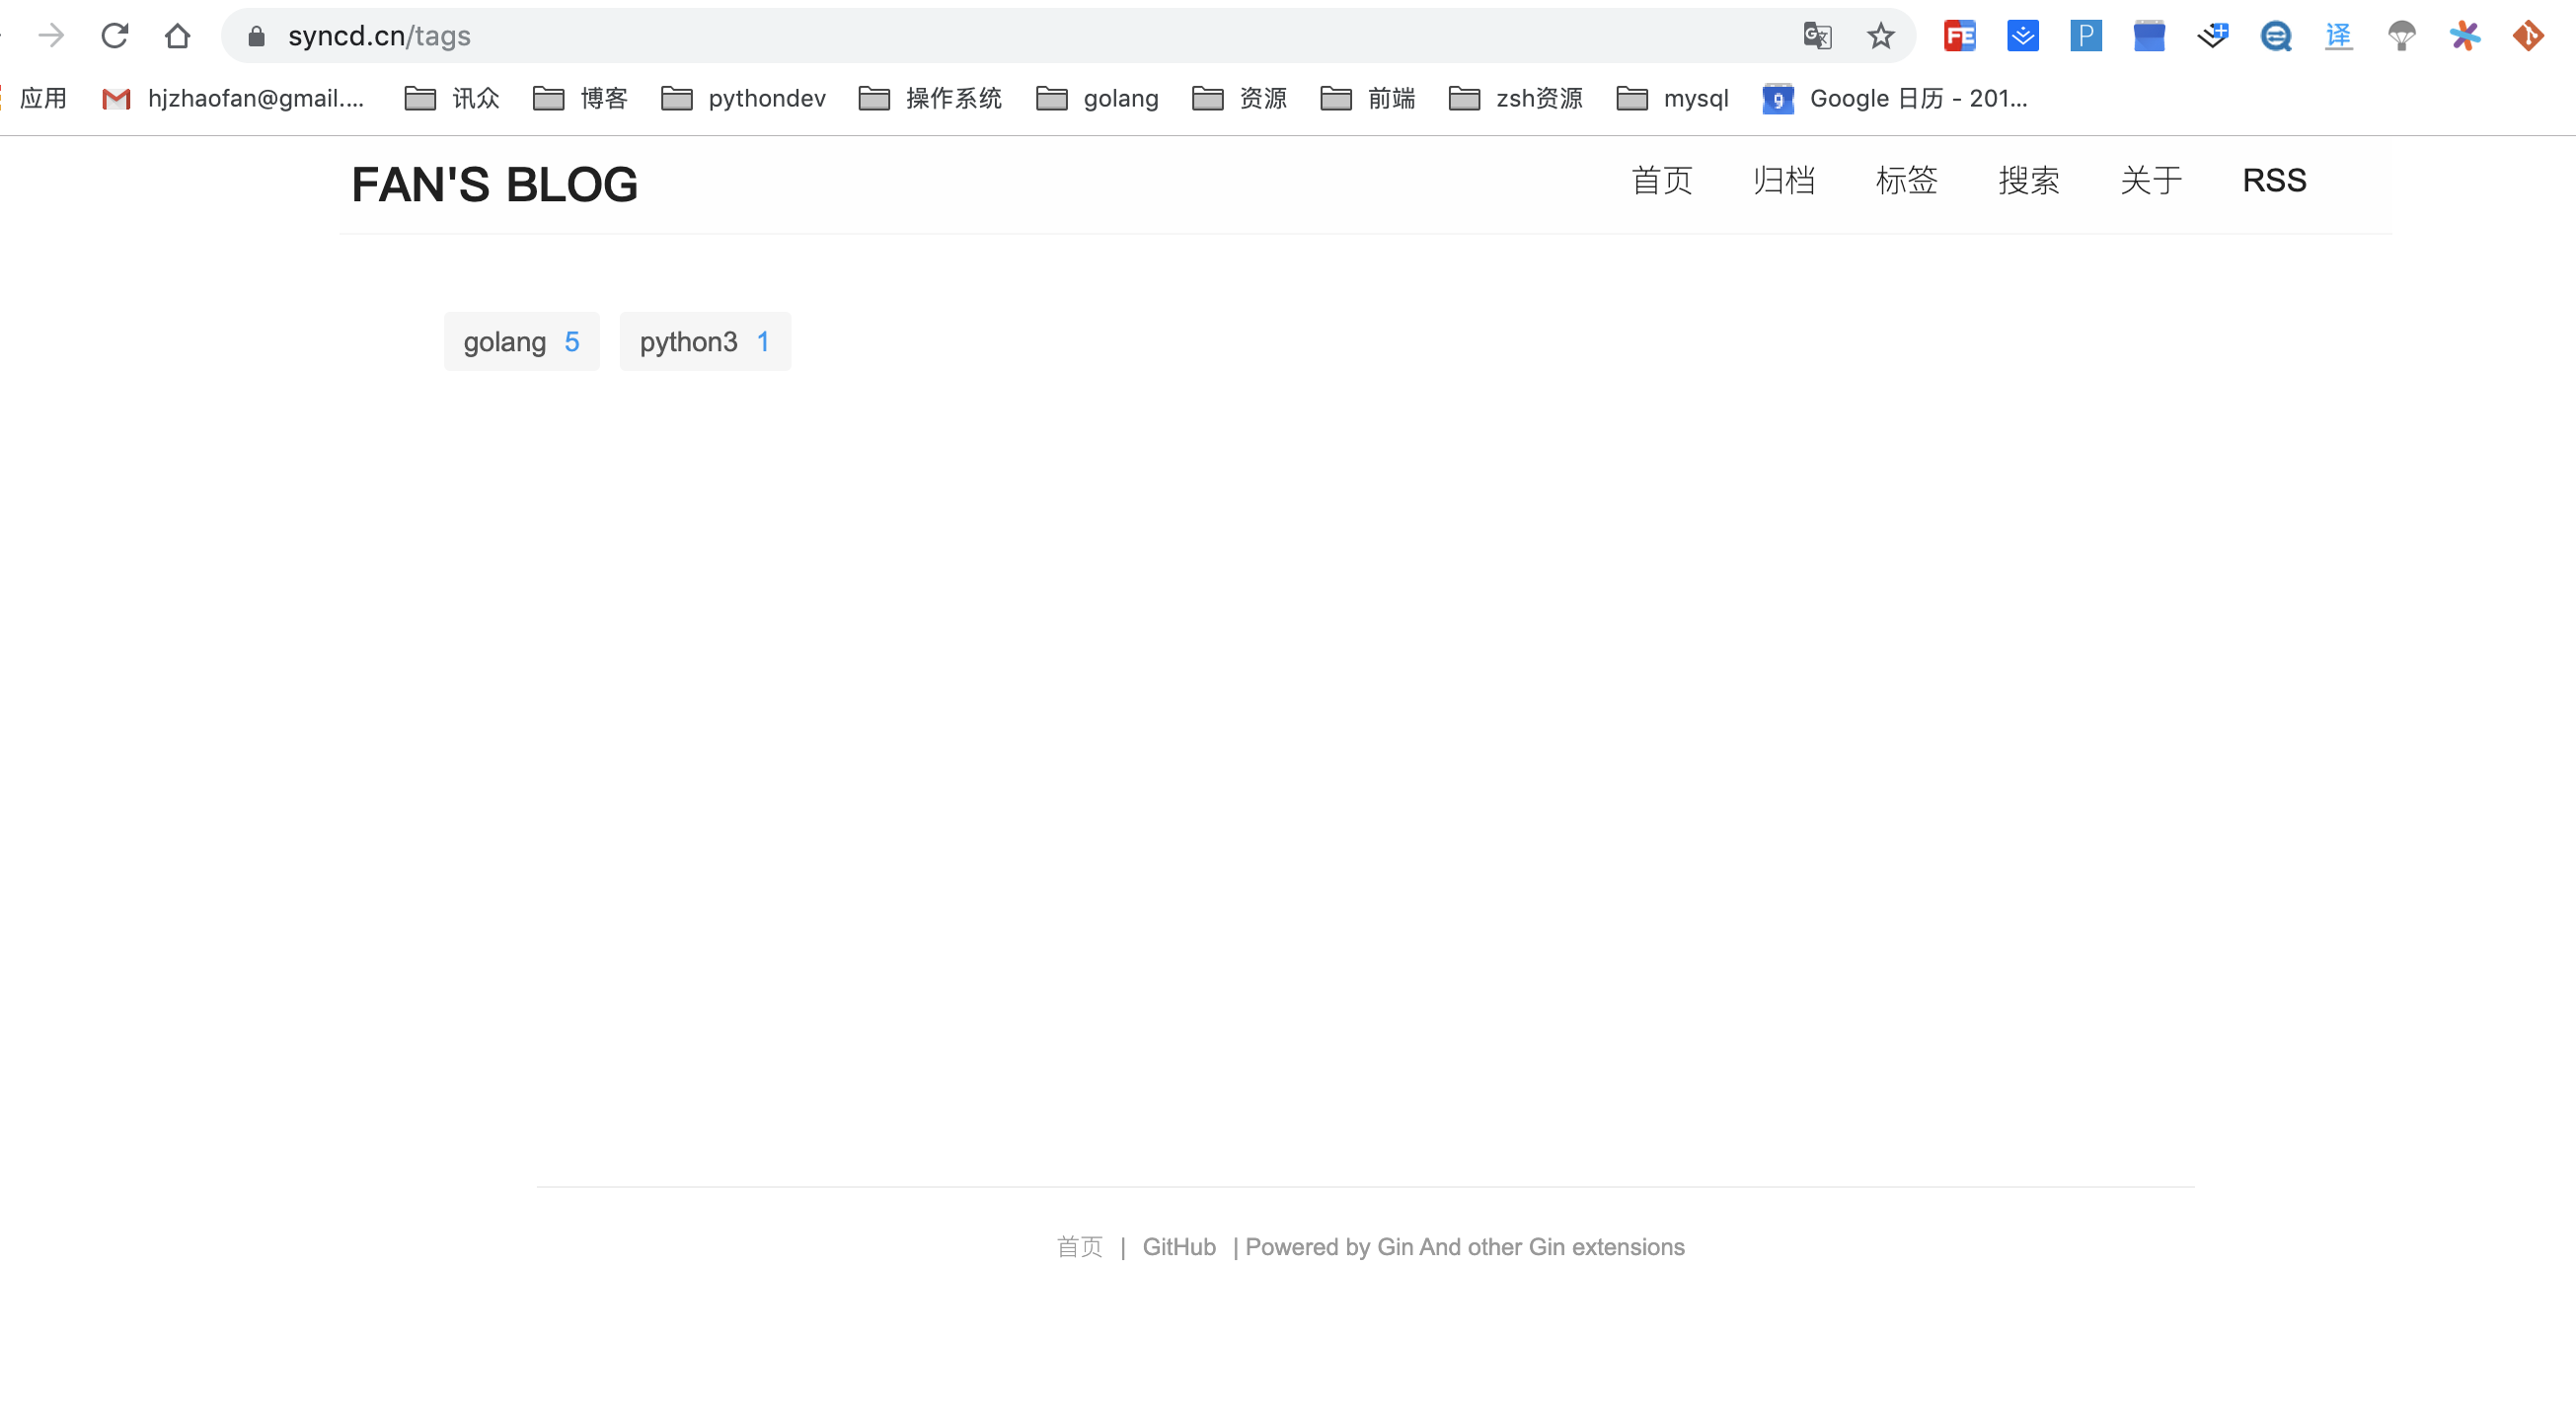 syncd.cn/tags
FE P 译
应用 hjzhaofan@gmail.... 讯众 博客 pythondev 操作系统 golang 资源 前端 zsh资源 mysql Google 日历 - 201...
FAN'S BLOG 首页 归档 标签 搜索 关于 RSS
golang 5 python3 1
首页 | GitHub | Powered by Gin And other Gin extensions